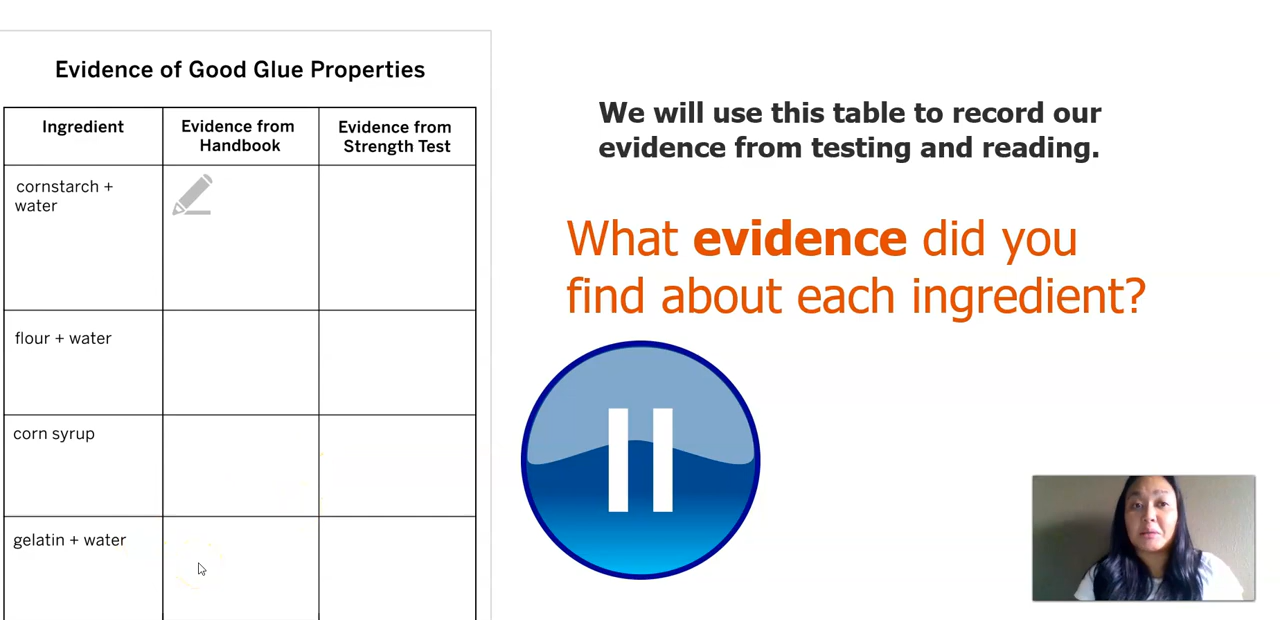 Evidence of Good Glue Properties
Ingredient
Evidence from
Handbook
Evidence from
Strength Test
cornstarch +
water
flour + water
corn syrup
gelatin + water
We will use this table to record our
evidence from testing and reading.
What evidence did you
find about each ingredient?